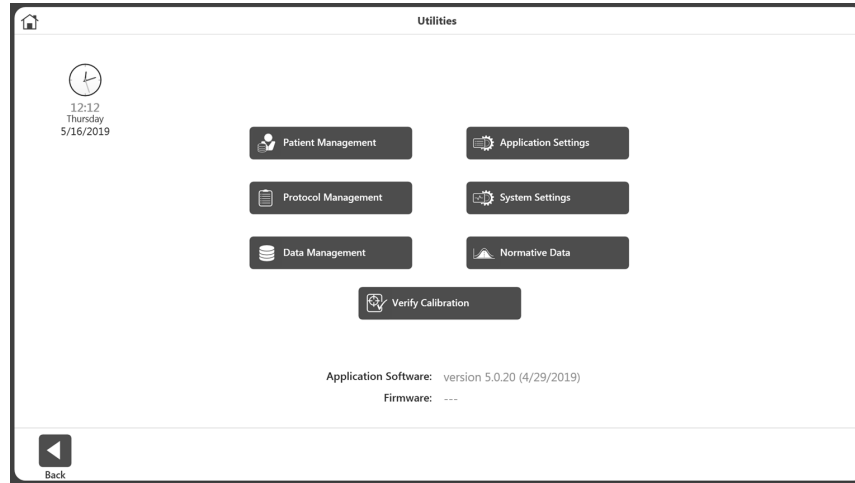 Utilities
12:12
Thursday
5/16/2019
Patient Management
Application Settings
Protocol Management
System Settings
Data Management
Normative Data
Verify Calibration
Application Software: version 5.0.20 (4/29/2019)
Firmware: ---
Back